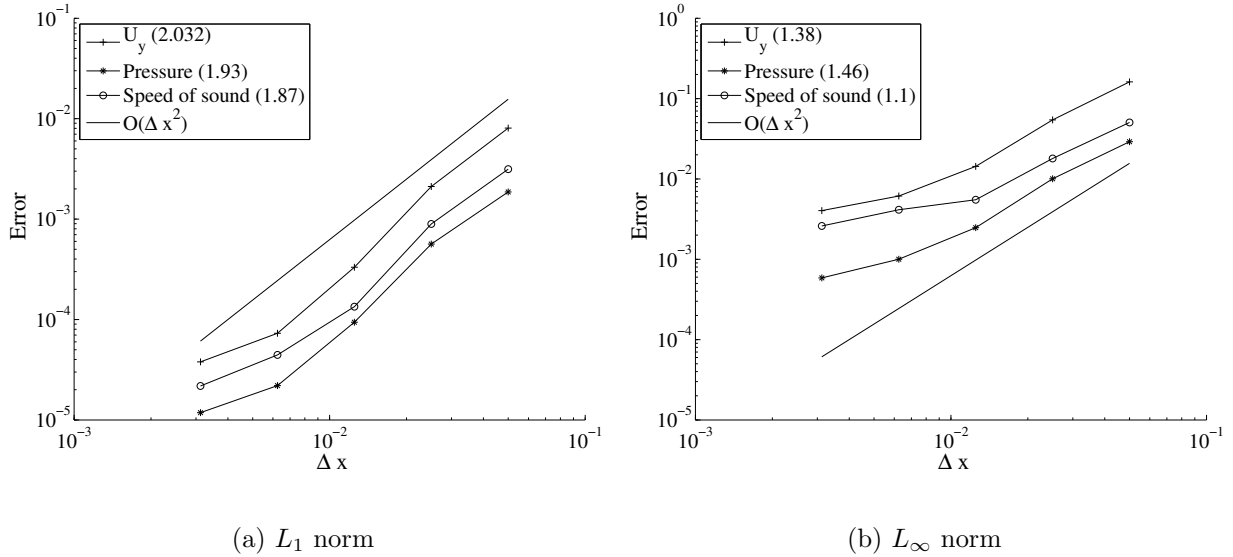 10^{-1}
10^{-2}
10^{-3}
10^{-4}
10^{-5}
Error
U_y (2.032)
Pressure (1.93)
Speed of sound (1.87)
O(Δ x^2)
10^{-3}
10^{-2}
10^{-1}
Δ x
(a) L_1 norm
10^0
10^{-1}
10^{-2}
10^{-3}
10^{-4}
10^{-5}
Error
U_y (1.38)
Pressure (1.46)
Speed of sound (1.1)
O(Δ x^2)
10^{-3}
10^{-2}
10^{-1}
Δ x
(b) L_∞ norm